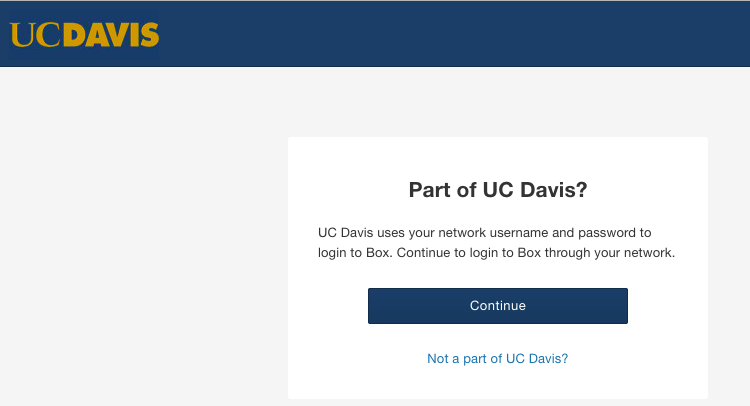 UCDAVIS
Part of UC Davis?
UC Davis uses your network username and password to
login to Box. Continue to login to Box through your network.
Continue
Not a part of UC Davis?